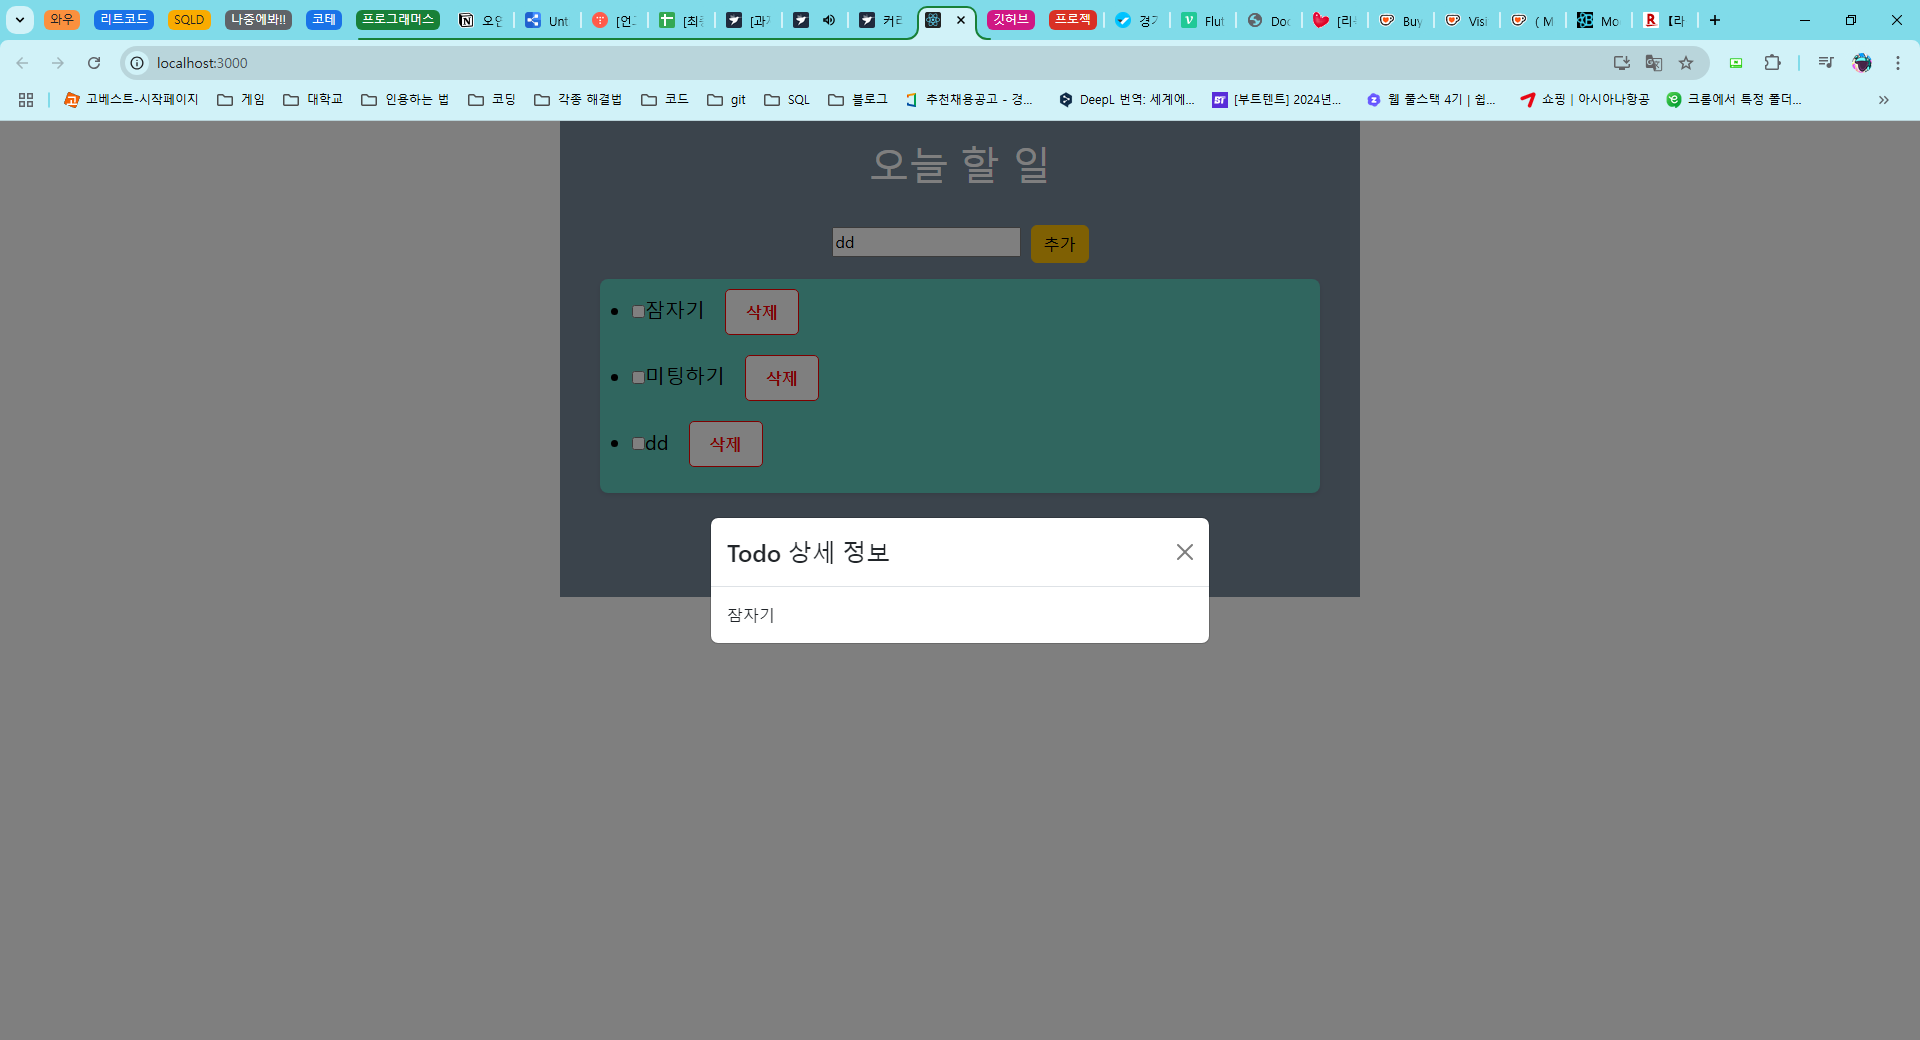 와우 리트코드 SQLD 나중에봐!! 코테 프로그래머스 오인 Unt [언 [최 [과 커리 깃허브 프로젝 경기 Flut Doc [리 Buy Visi ( M Mo [라
localhost:3000
고베스트-시작페이지 게임 대학교 인용하는 법 코딩 각종 해결법 코드 git SQL 블로그 추천채용공고 - 경... DeepL 번역: 세계에... [부트텐트] 2024년... 웹 풀스택 4기 | 쉽... 쇼핑 | 아시아나항공 크롬에서 특정 폴더...
오늘 할 일
dd 추가
잠자기 삭제
미팅하기 삭제
dd 삭제
Todo 상세 정보
잠자기